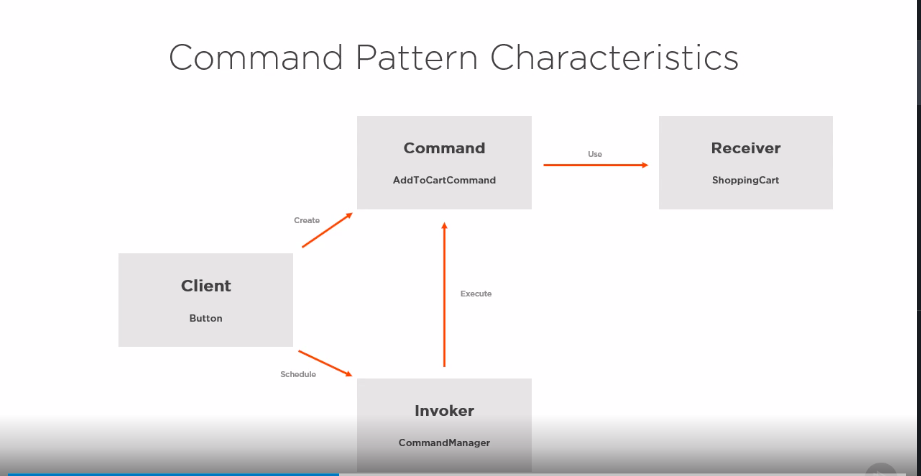 Command Pattern Characteristics
Command
AddToCartCommand
Use
Receiver
ShoppingCart
Create
Client
Button
Execute
Schedule
Invoker
CommandManager